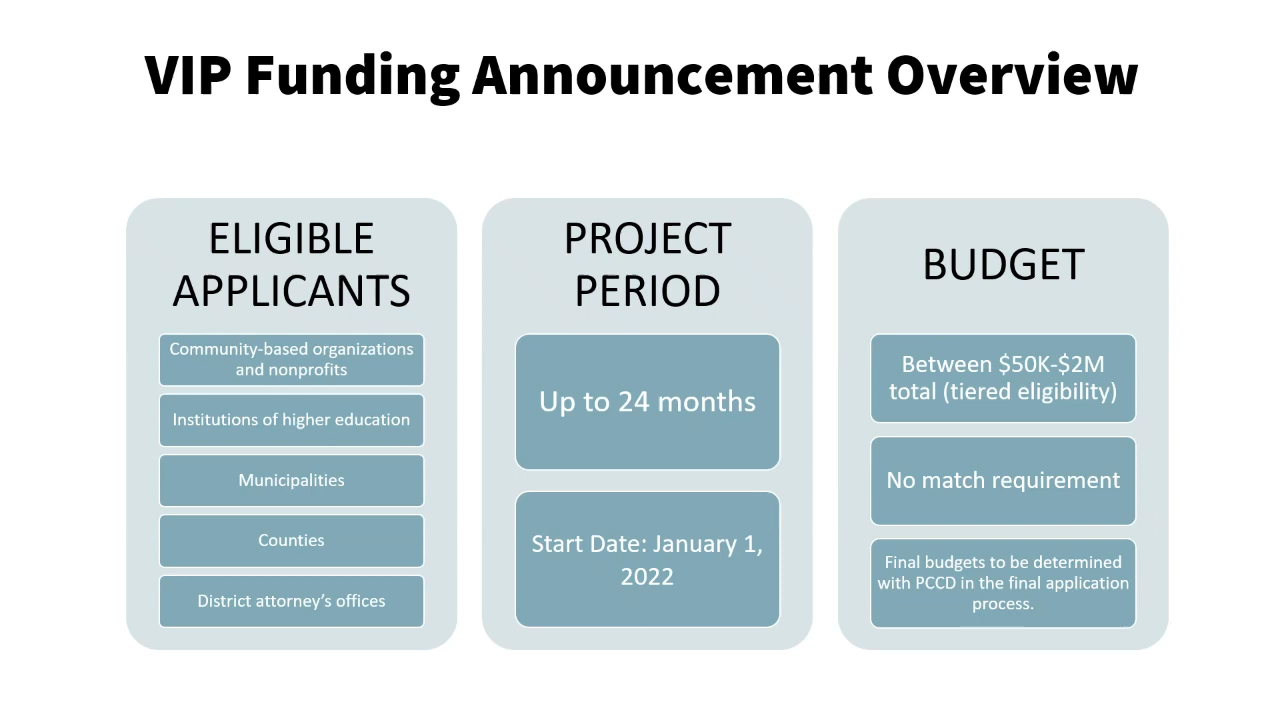 VIP Funding Announcement Overview
ELIGIBLE
APPLICANTS
Community-based organizations
and nonprofits
Institutions of higher education
Municipalities
Counties
District attorney’s offices
PROJECT
PERIOD
Up to 24 months
Start Date: January 1,
2022
BUDGET
Between $50K-$2M
total (tiered eligibility)
No match requirement
Final budgets to be determined
with PCCD in the final application
process.